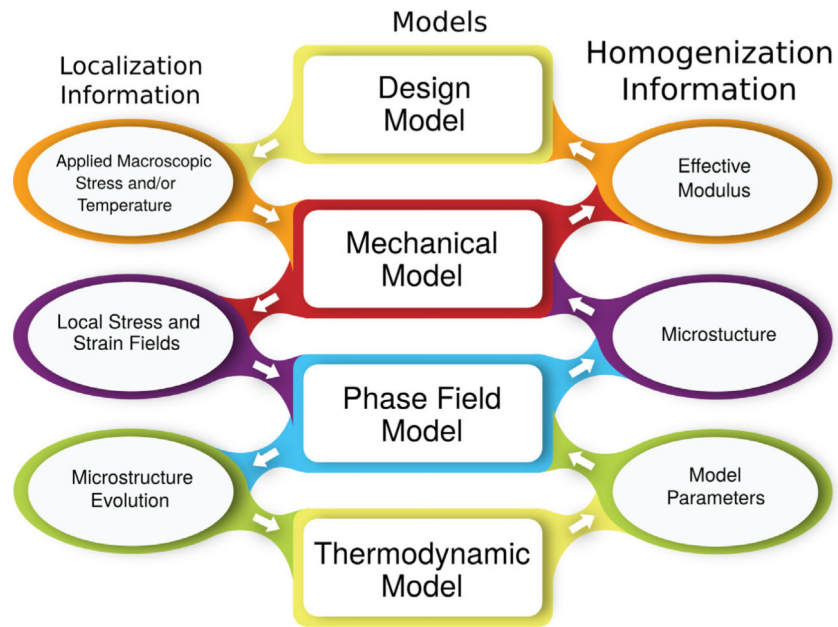 Models
Localization
Information
Homogenization
Information
Design
Model
Applied Macroscopic
Stress and/or
Temperature
Effective
Modulus
Mechanical
Model
Local Stress and
Strain Fields
Microstucture
Phase Field
Model
Microstructure
Evolution
Model
Parameters
Thermodynamic
Model